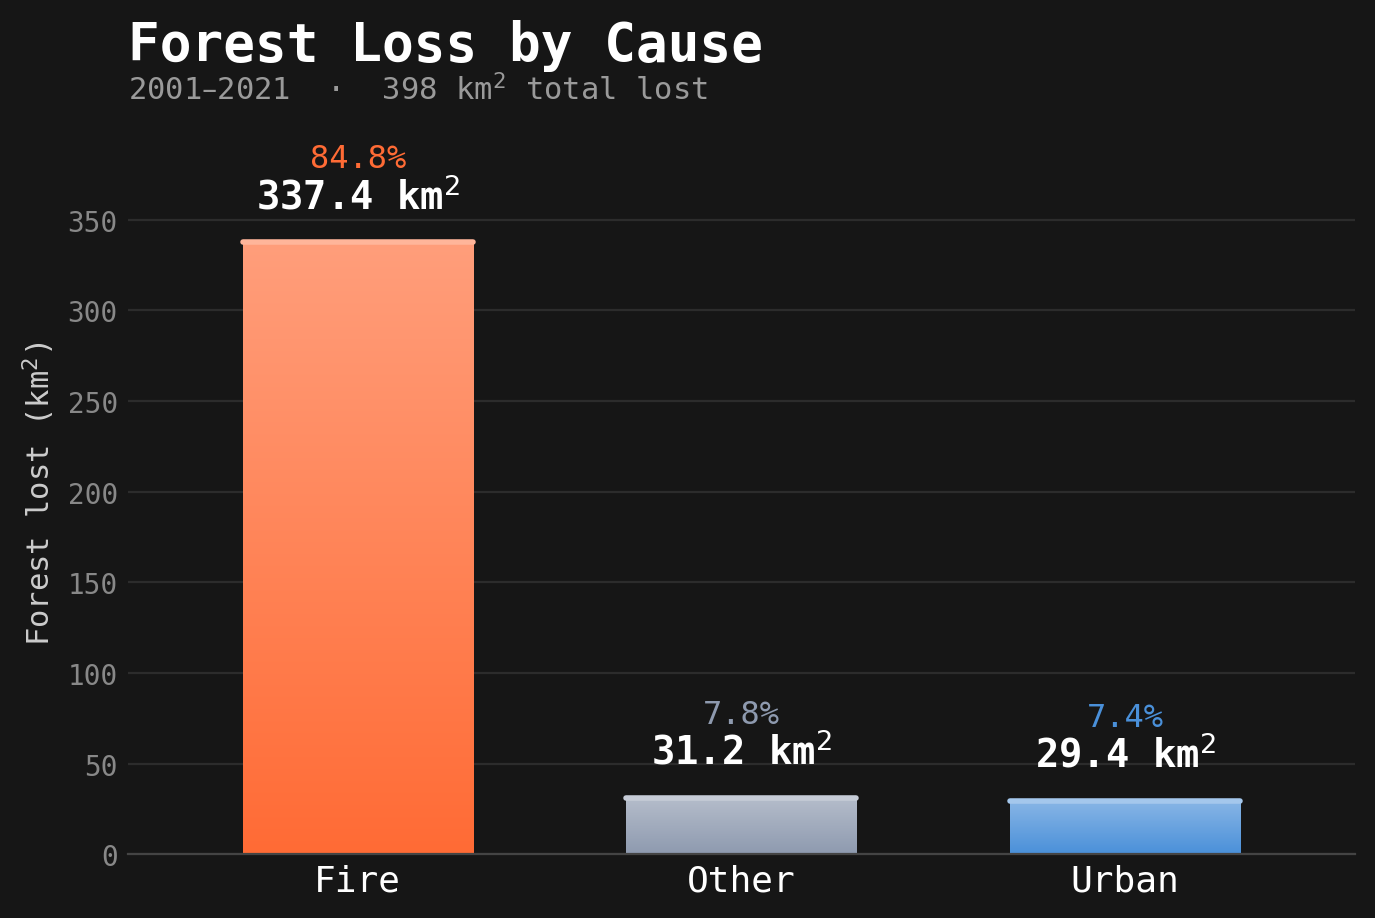 Forest Loss by Cause
2001–2021 · 398 km² total lost
84.8%
337.4 km²
7.8%
31.2 km²
7.4%
29.4 km²
Forest lost (km²)
350
300
250
200
150
100
50
0
Fire
Other
Urban